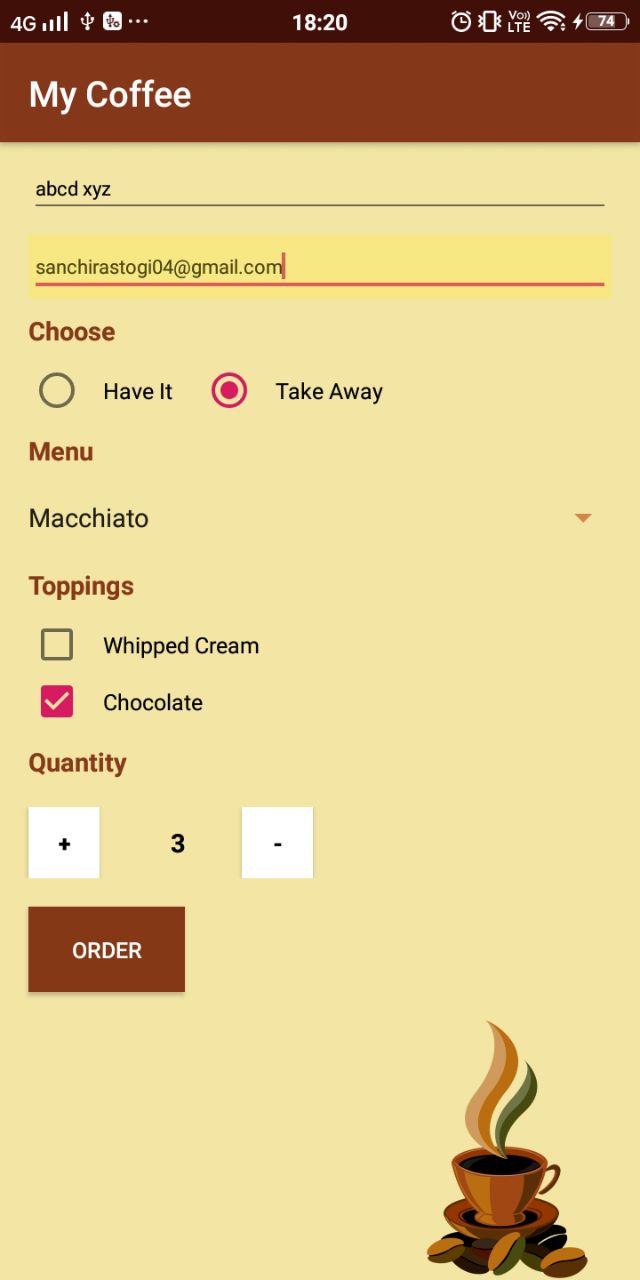 4G 18:20 Vo) LTE 74
My Coffee
abcd xyz
sanchirastogi04@gmail.com
Choose
Have It Take Away
Menu
Macchiato
Toppings
Whipped Cream
Chocolate
Quantity
+ 3 -
ORDER